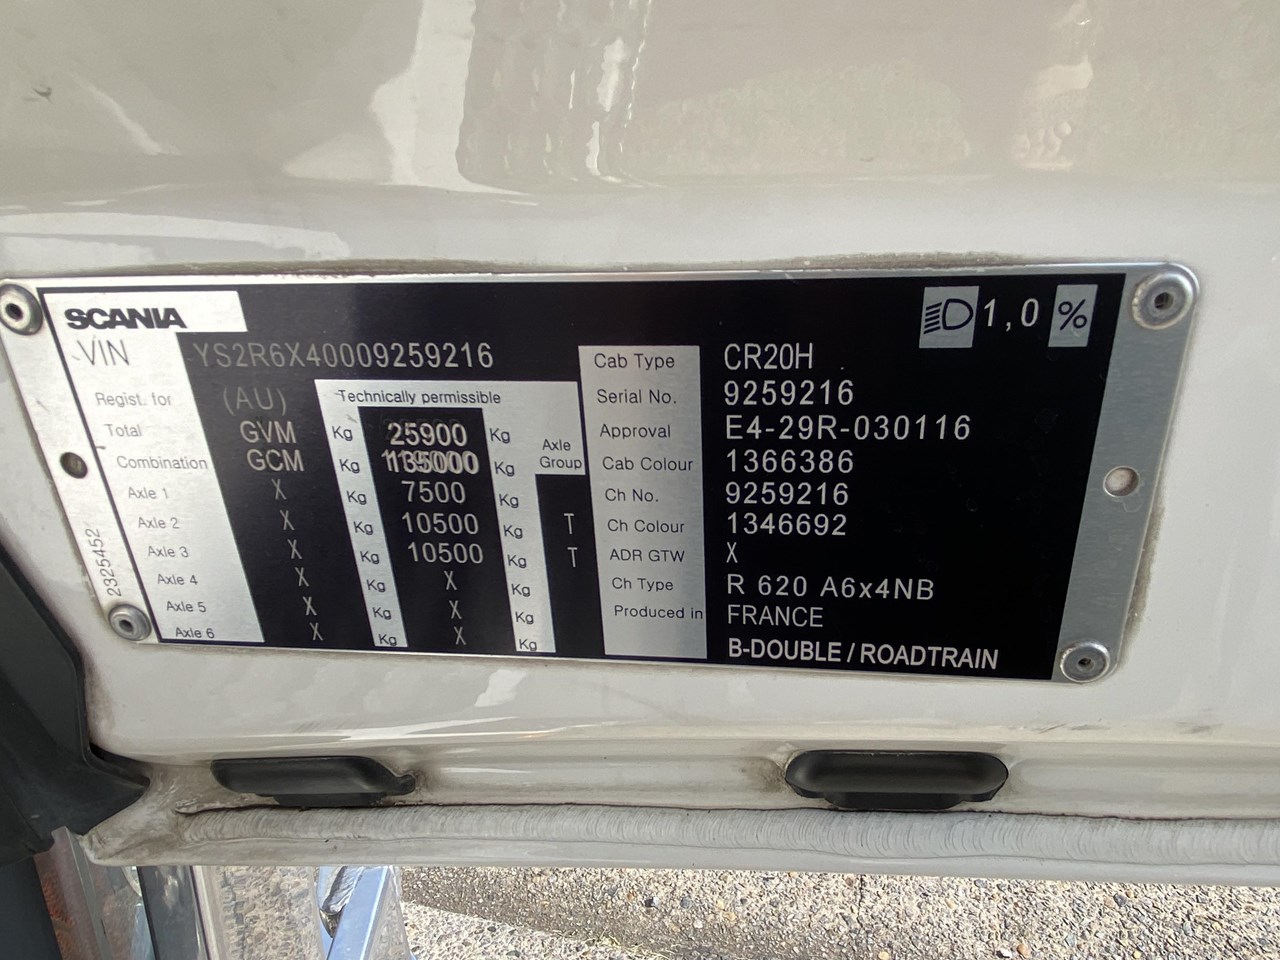 SCANIA 1,0 %
VIN YS2R6X40009259216 Cab Type CR20H
Regist. for (AU) Technically permissible Serial No. 9259216
Total GVM Kg 25900 Kg Approval E4-29R-030116
Combination GCM Kg 135000 Kg Axle Group Cab Colour 1366386
Axle 1 X Kg 7500 Kg Ch No. 9259216
Axle 2 X Kg 10500 Kg T Ch Colour 1346692
Axle 3 X Kg 10500 Kg T ADR GTW X
Axle 4 X Kg X Kg Ch Type R 620 A6x4NB
Axle 5 X Kg X Kg Produced in FRANCE
Axle 6 X Kg X Kg B-DOUBLE / ROADTRAIN
2325452